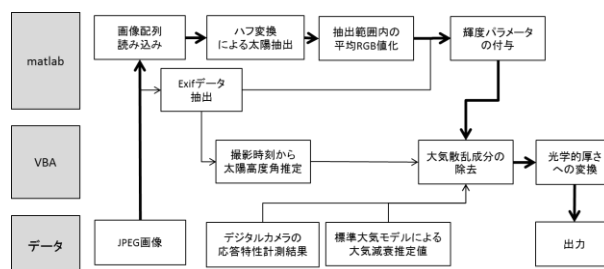 matlab
画像配列
読み込み
ハフ変換
による太陽抽出
抽出範囲内の
平均RGB値化
輝度パラメータ
の付与
Exifデータ
抽出
VBA
撮影時刻から
太陽高度角推定
大気散乱成分の
除去
光学的厚さ
への変換
データ
JPEG画像
デジタルカメラの
応答特性計測結果
標準大気モデルによる
大気減衰推定値
出力